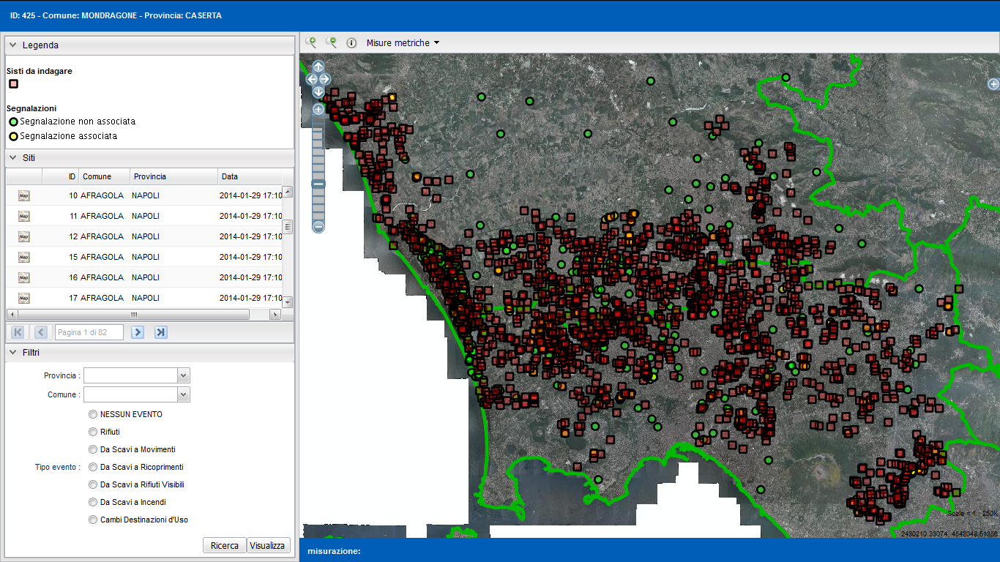 ID: 425 - Comune: MONDRAGONE - Provincia: CASERTA
Legenda
Sisti da indagare
Segnalazioni
Segnalazione non associata
Segnalazione associata
Siti
ID Comune Provincia Data
Map 10 AFRAGOLA NAPOLI 2014-01-29 17:10
Map 11 AFRAGOLA NAPOLI 2014-01-29 17:10
Map 12 AFRAGOLA NAPOLI 2014-01-29 17:10
Map 15 AFRAGOLA NAPOLI 2014-01-29 17:10
Map 16 AFRAGOLA NAPOLI 2014-01-29 17:10
Map 17 AFRAGOLA NAPOLI 2014-01-29 17:10
Pagina 1 di 82
Filtri
Provincia :
Comune :
Tipo evento :
NESSUN EVENTO
Rifiuti
Da Scavi a Movimenti
Da Scavi a Ricoprimenti
Da Scavi a Rifiuti Visibili
Da Scavi a Incendi
Cambi Destinazioni d'Uso
Ricerca Visualizza
Misure metriche
Scale = 1 : 250K
2480210.33074, 4548048.51356
misurazione: